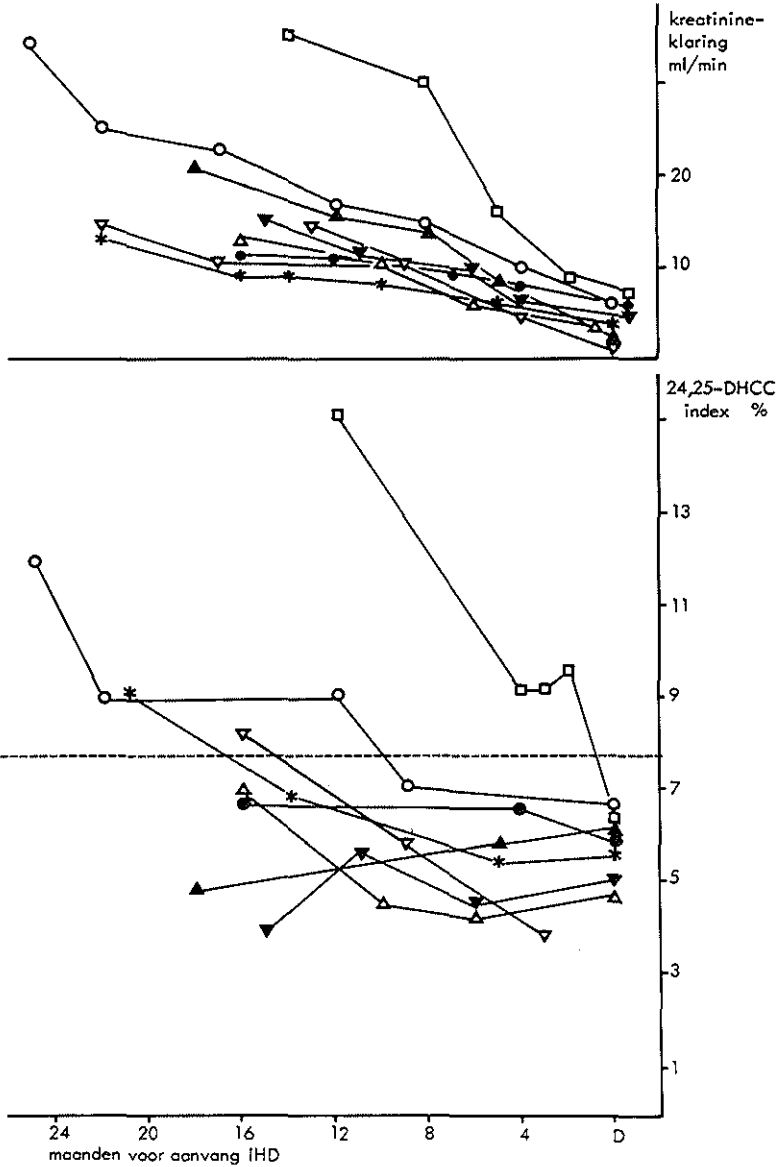 kreatinine-
klaring
ml/min
20
10
24,25-DHCC
index %
13
11
9
7
5
3
1
24 20 16 12 8 4 D
maanden voor aanvang IHD